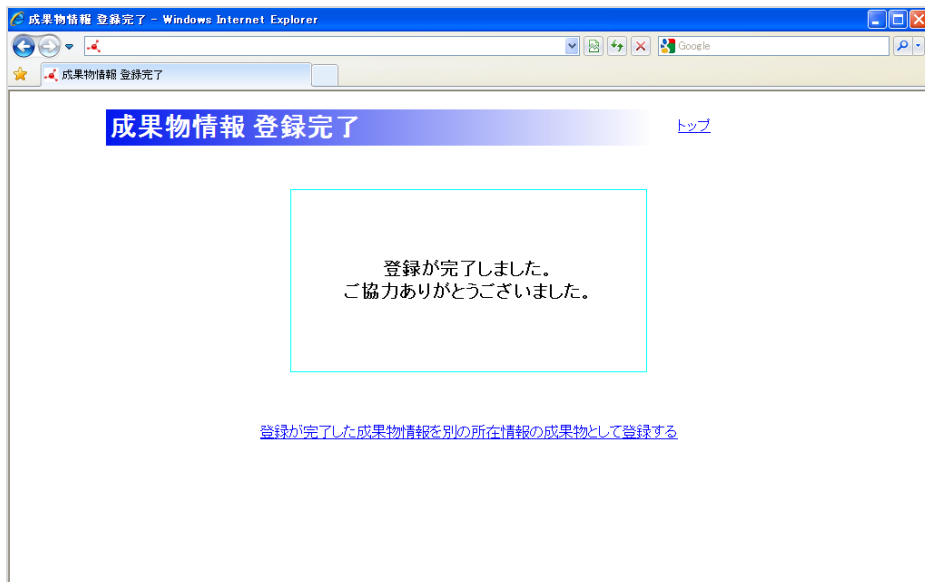 成果物情報 登録完了 - Windows Internet Explorer
Google
成果物情報 登録完了
成果物情報 登録完了
トップ
登録が完了しました。
ご協力ありがとうございました。
登録が完了した成果物情報を別の所在情報の成果物として登録する